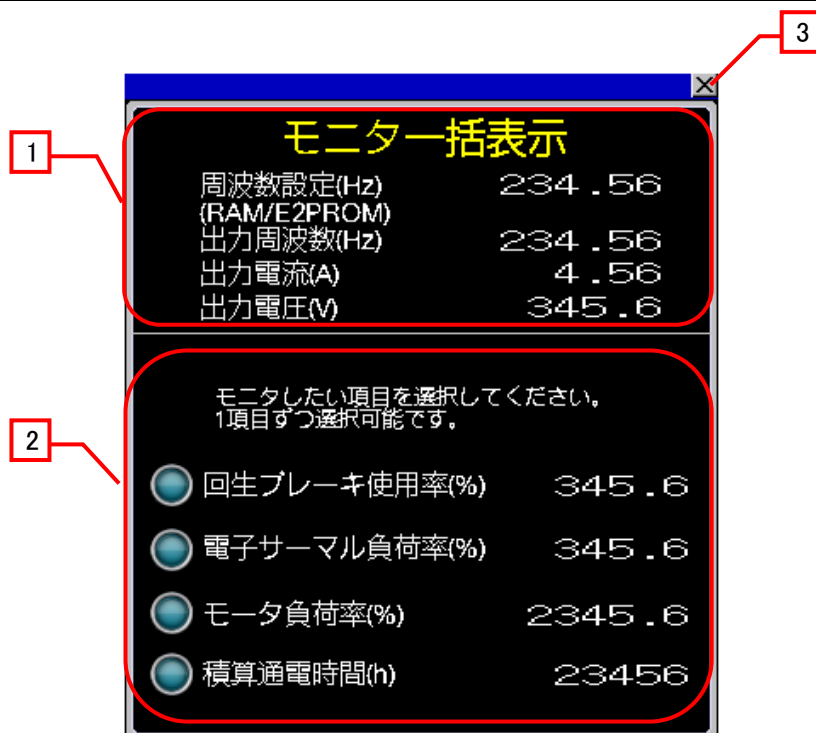 3
1
モニタ一括表示
周波数設定(Hz) 234.56
(RAM/E2PROM)
出力周波数(Hz) 234.56
出力電流(A) 4.56
出力電圧(V) 345.6
2
モニタしたい項目を選択してください。
1項目ずつ選択可能です。
回生ブレーキ使用率(%) 345.6
電子サーマル負荷率(%) 345.6
モータ負荷率(%) 2345.6
積算通電時間(h) 23456